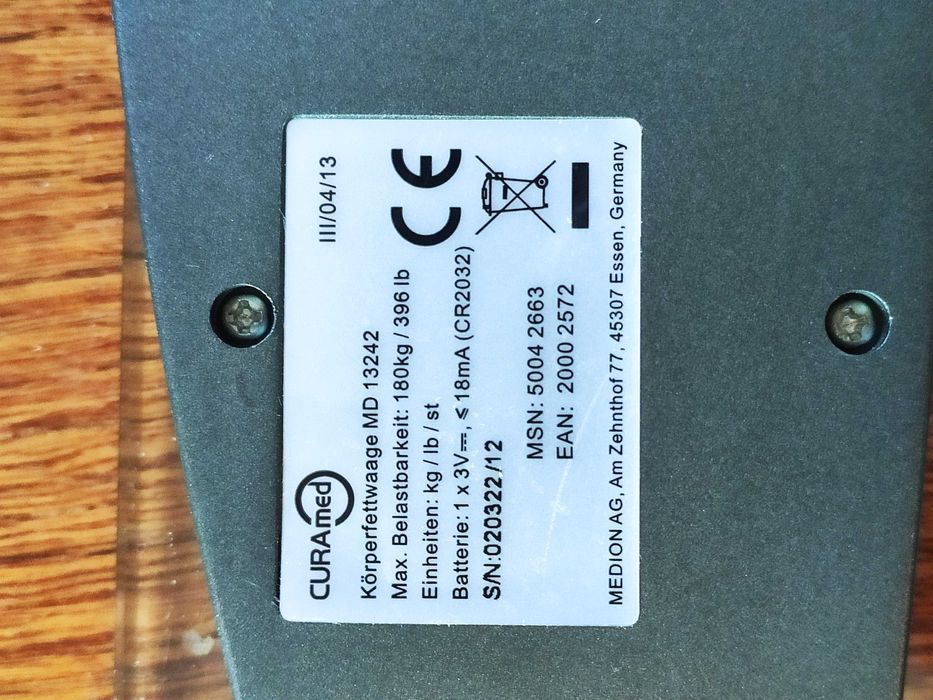 CURAmed
III/04/13
Körperfettwaage MD 13242
Max. Belastbarkeit: 180kg / 396 lb
Einheiten: kg / lb / st
Batterie: 1 x 3V⎓, ≤ 18mA (CR2032)
S/N:020322/12
CE
MSN: 5004 2663
EAN: 2000 2572
MEDION AG, Am Zehnthof 77, 45307 Essen, Germany